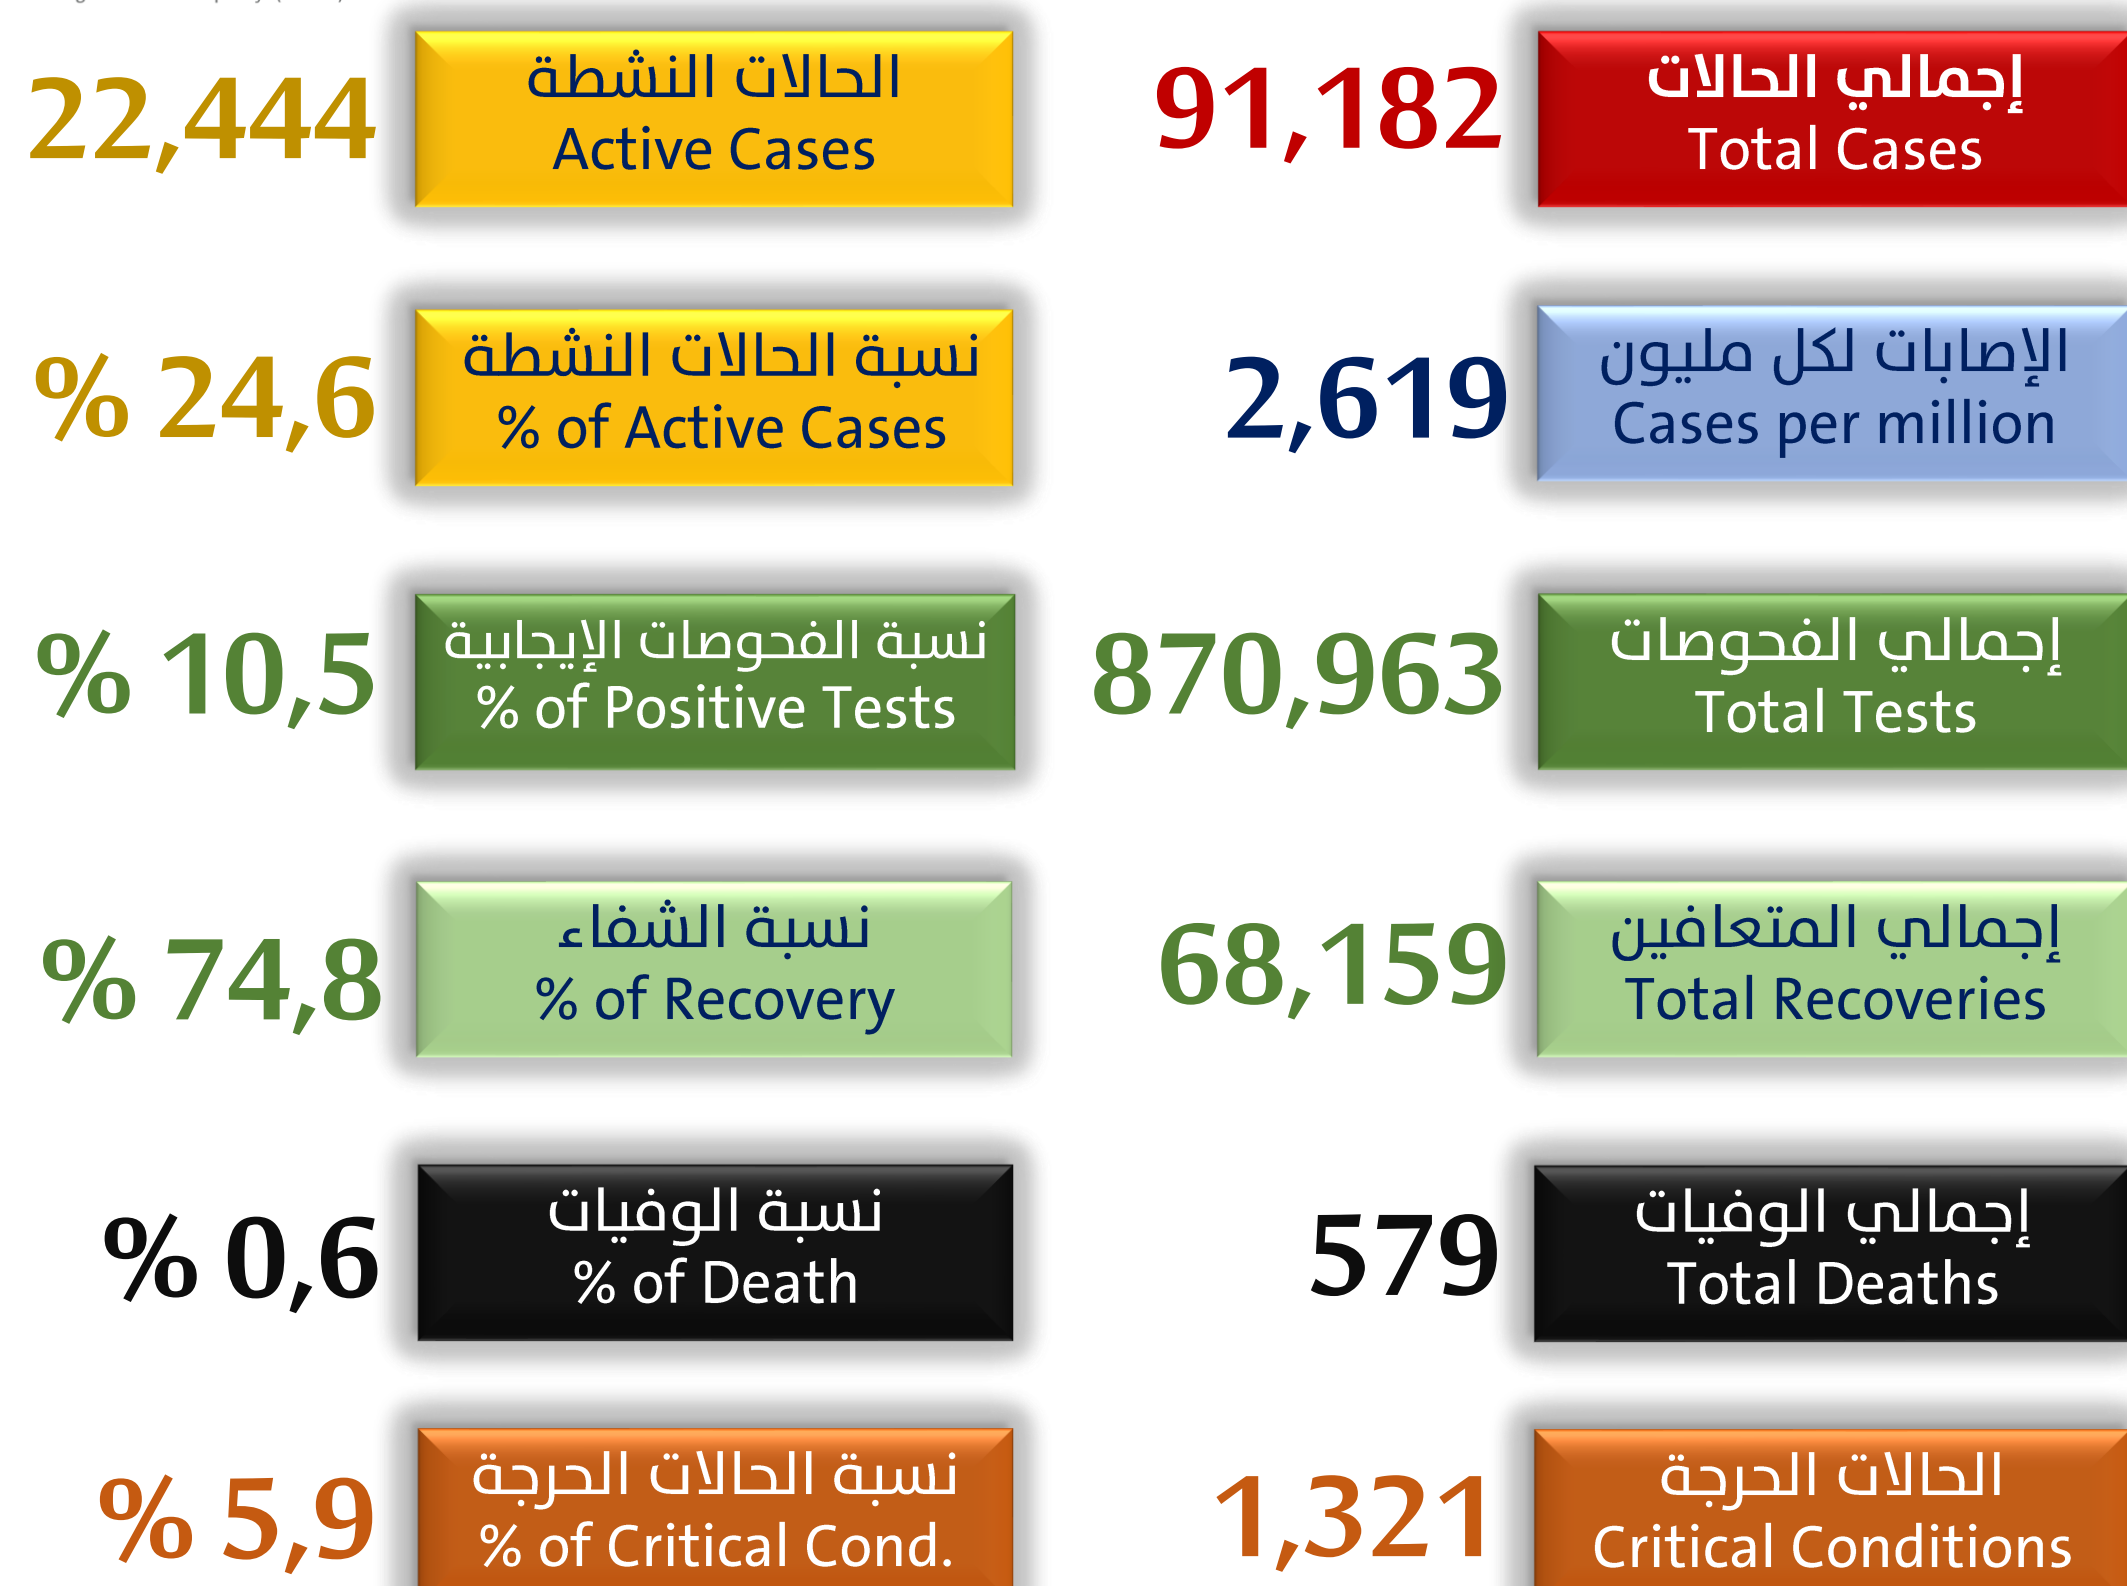 إجمالي الحالات
Total Cases
91,182
الحالات النشطة
Active Cases
22,444
الإصابات لكل مليون
Cases per million
2,619
نسبة الحالات النشطة
% of Active Cases
% 24,6
إجمالي الفحوصات
Total Tests
870,963
نسبة الفحوصات الإيجابية
% of Positive Tests
% 10,5
إجمالي المتعافين
Total Recoveries
68,159
نسبة الشفاء
% of Recovery
% 74,8
إجمالي الوفيات
Total Deaths
579
نسبة الوفيات
% of Death
% 0,6
الحالات الحرجة
Critical Conditions
1,321
نسبة الحالات الحرجة
% of Critical Cond.
% 5,9